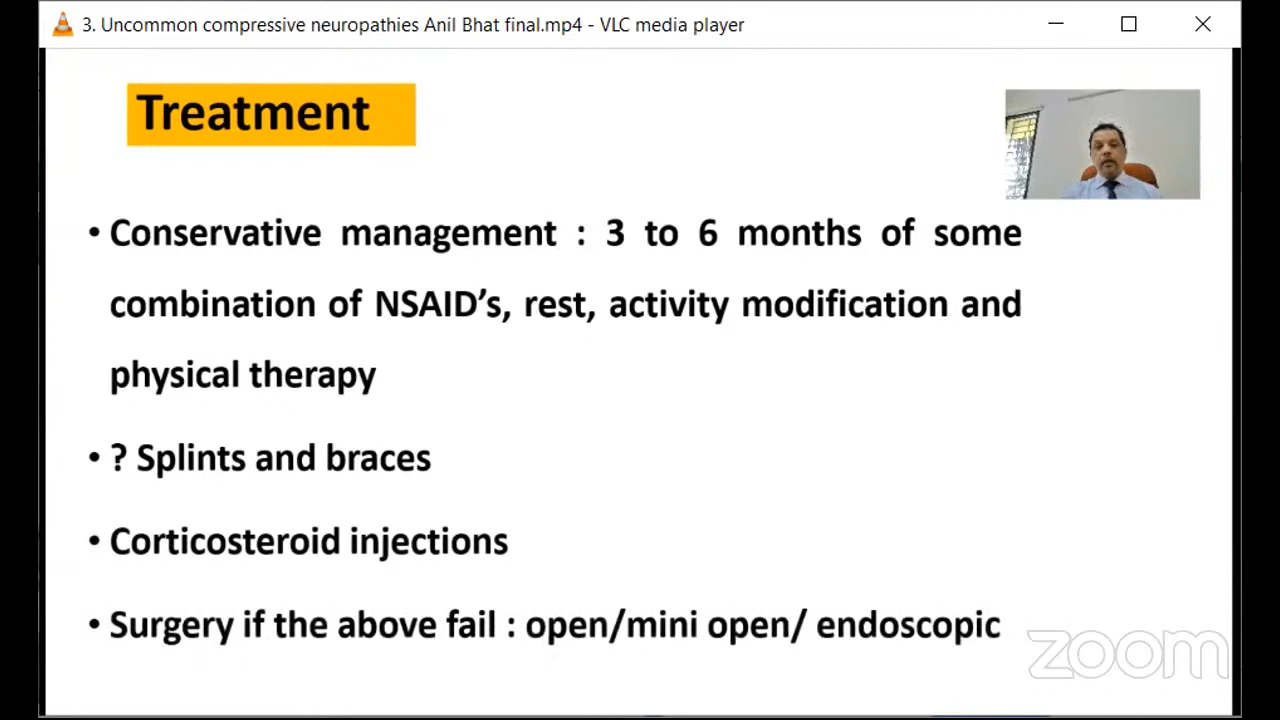 3. Uncommon compressive neuropathies Anil Bhat final.mp4 - VLC media player
Treatment
• Conservative management : 3 to 6 months of some
combination of NSAID’s, rest, activity modification and
physical therapy
• ? Splints and braces
• Corticosteroid injections
• Surgery if the above fail : open/mini open/ endoscopic
zoom